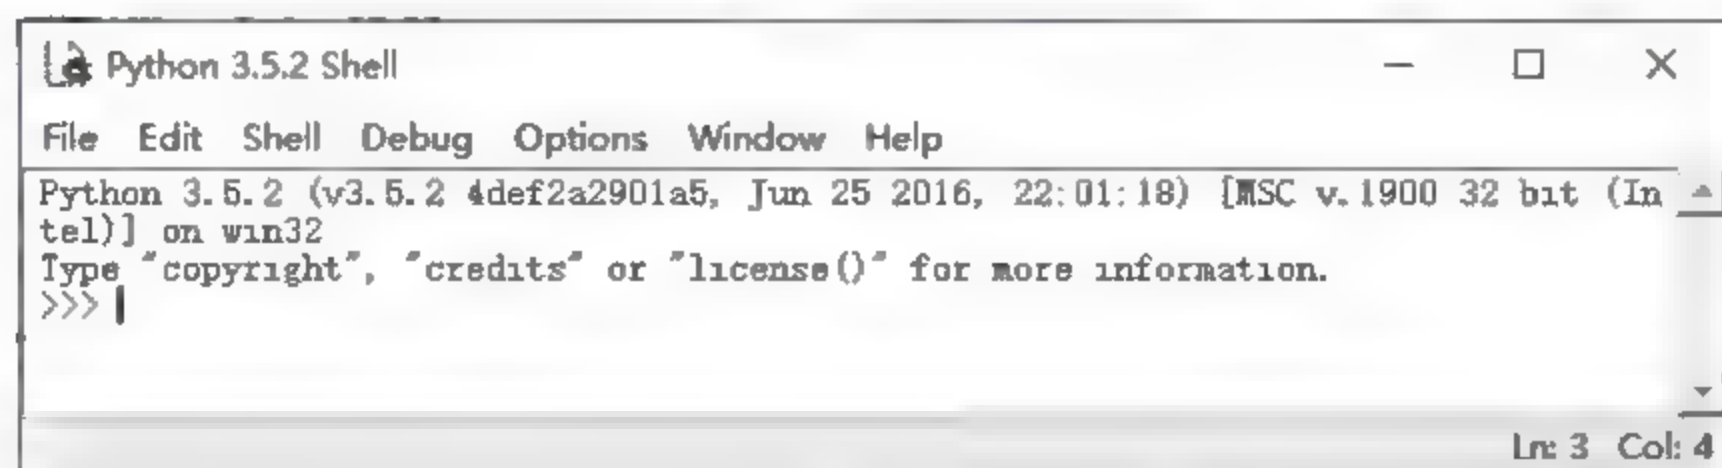 Python 3.5.2 Shell
File Edit Shell Debug Options Window Help
Python 3.5.2 (v3.5.2 4def2a2901a5, Jun 25 2016, 22:01:18) [MSC v.1900 32 bit (In
tel)] on win32
Type "copyright", "credits" or "license()" for more information.
>>>
Ln: 3 Col: 4